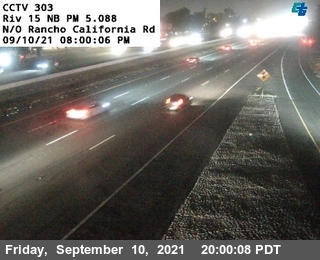 CCTV 303
Riv 15 NB PM 5.088
N/O Rancho California Rd
09/10/21 08:00:06 PM
Friday, September 10, 2021 20:00:08 PDT